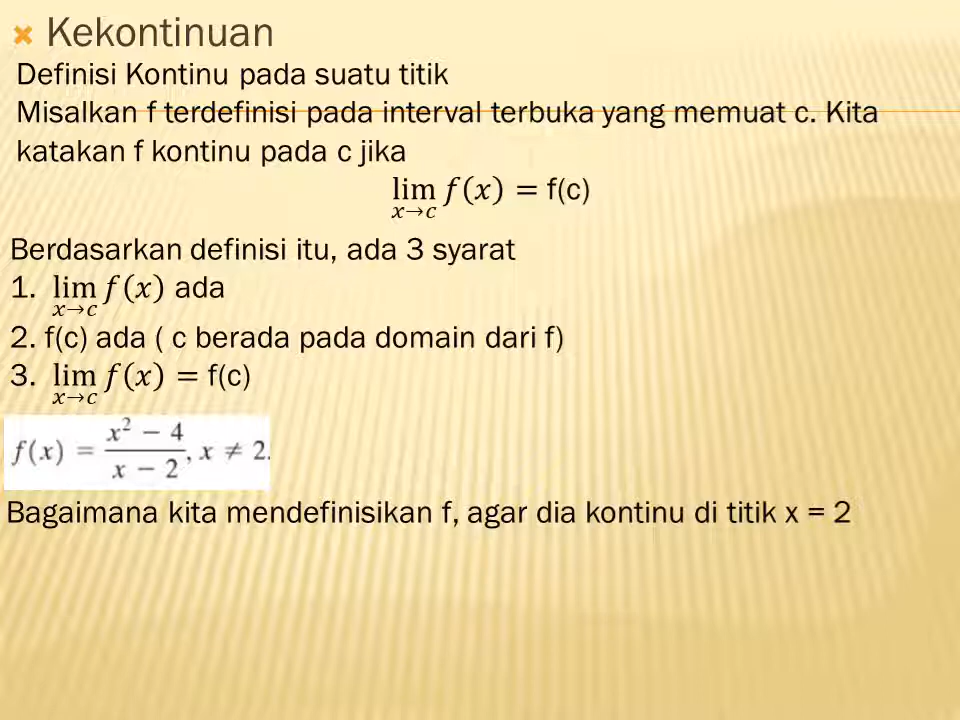 Kekontinuan
Definisi Kontinu pada suatu titik
Misalkan f terdefinisi pada interval terbuka yang memuat c. Kita
katakan f kontinu pada c jika
lim f(x) = f(c)
x→c
Berdasarkan definisi itu, ada 3 syarat
1. lim f(x) ada
x→c
2. f(c) ada ( c berada pada domain dari f)
3. lim f(x) = f(c)
x→c
f(x) = (x² − 4)/(x − 2), x ≠ 2.
Bagaimana kita mendefinisikan f, agar dia kontinu di titik x = 2